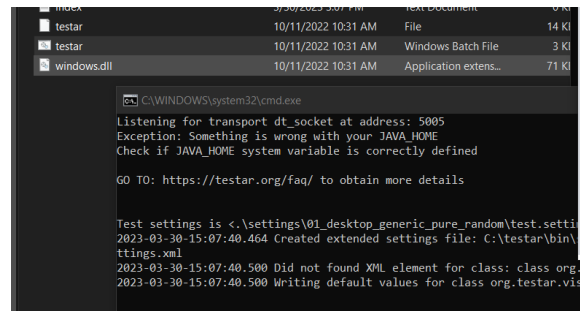 index 3/30/2023 3:07 PM Text Document 0 KB
testar 10/11/2022 10:31 AM File 14 KB
testar 10/11/2022 10:31 AM Windows Batch File 3 KB
windows.dll 10/11/2022 10:31 AM Application extens... 71 KB
C:\WINDOWS\system32\cmd.exe
Listening for transport dt_socket at address: 5005
Exception: Something is wrong with your JAVA_HOME
Check if JAVA_HOME system variable is correctly defined
GO TO: https://testar.org/faq/ to obtain more details
Test settings is <.\settings\01_desktop_generic_pure_random\test.setti
2023-03-30-15:07:40.464 Created extended settings file: C:\testar\bin\
ttings.xml
2023-03-30-15:07:40.500 Did not found XML element for class: class org.
2023-03-30-15:07:40.500 Writing default values for class org.testar.vis